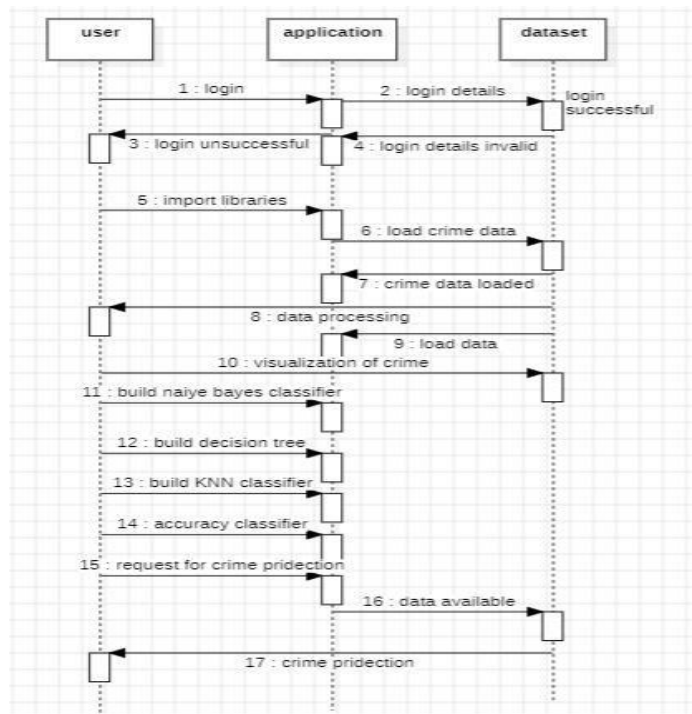 user
application
dataset
1 : login
2 : login details
login
successful
3 : login unsuccessful
4 : login details invalid
5 : import libraries
6 : load crime data
7 : crime data loaded
8 : data processing
9 : load data
10 : visualization of crime
11 : build naiye bayes classifier
12 : build decision tree
13 : build KNN classifier
14 : accuracy classifier
15 : request for crime pridection
16 : data available
17 : crime pridection